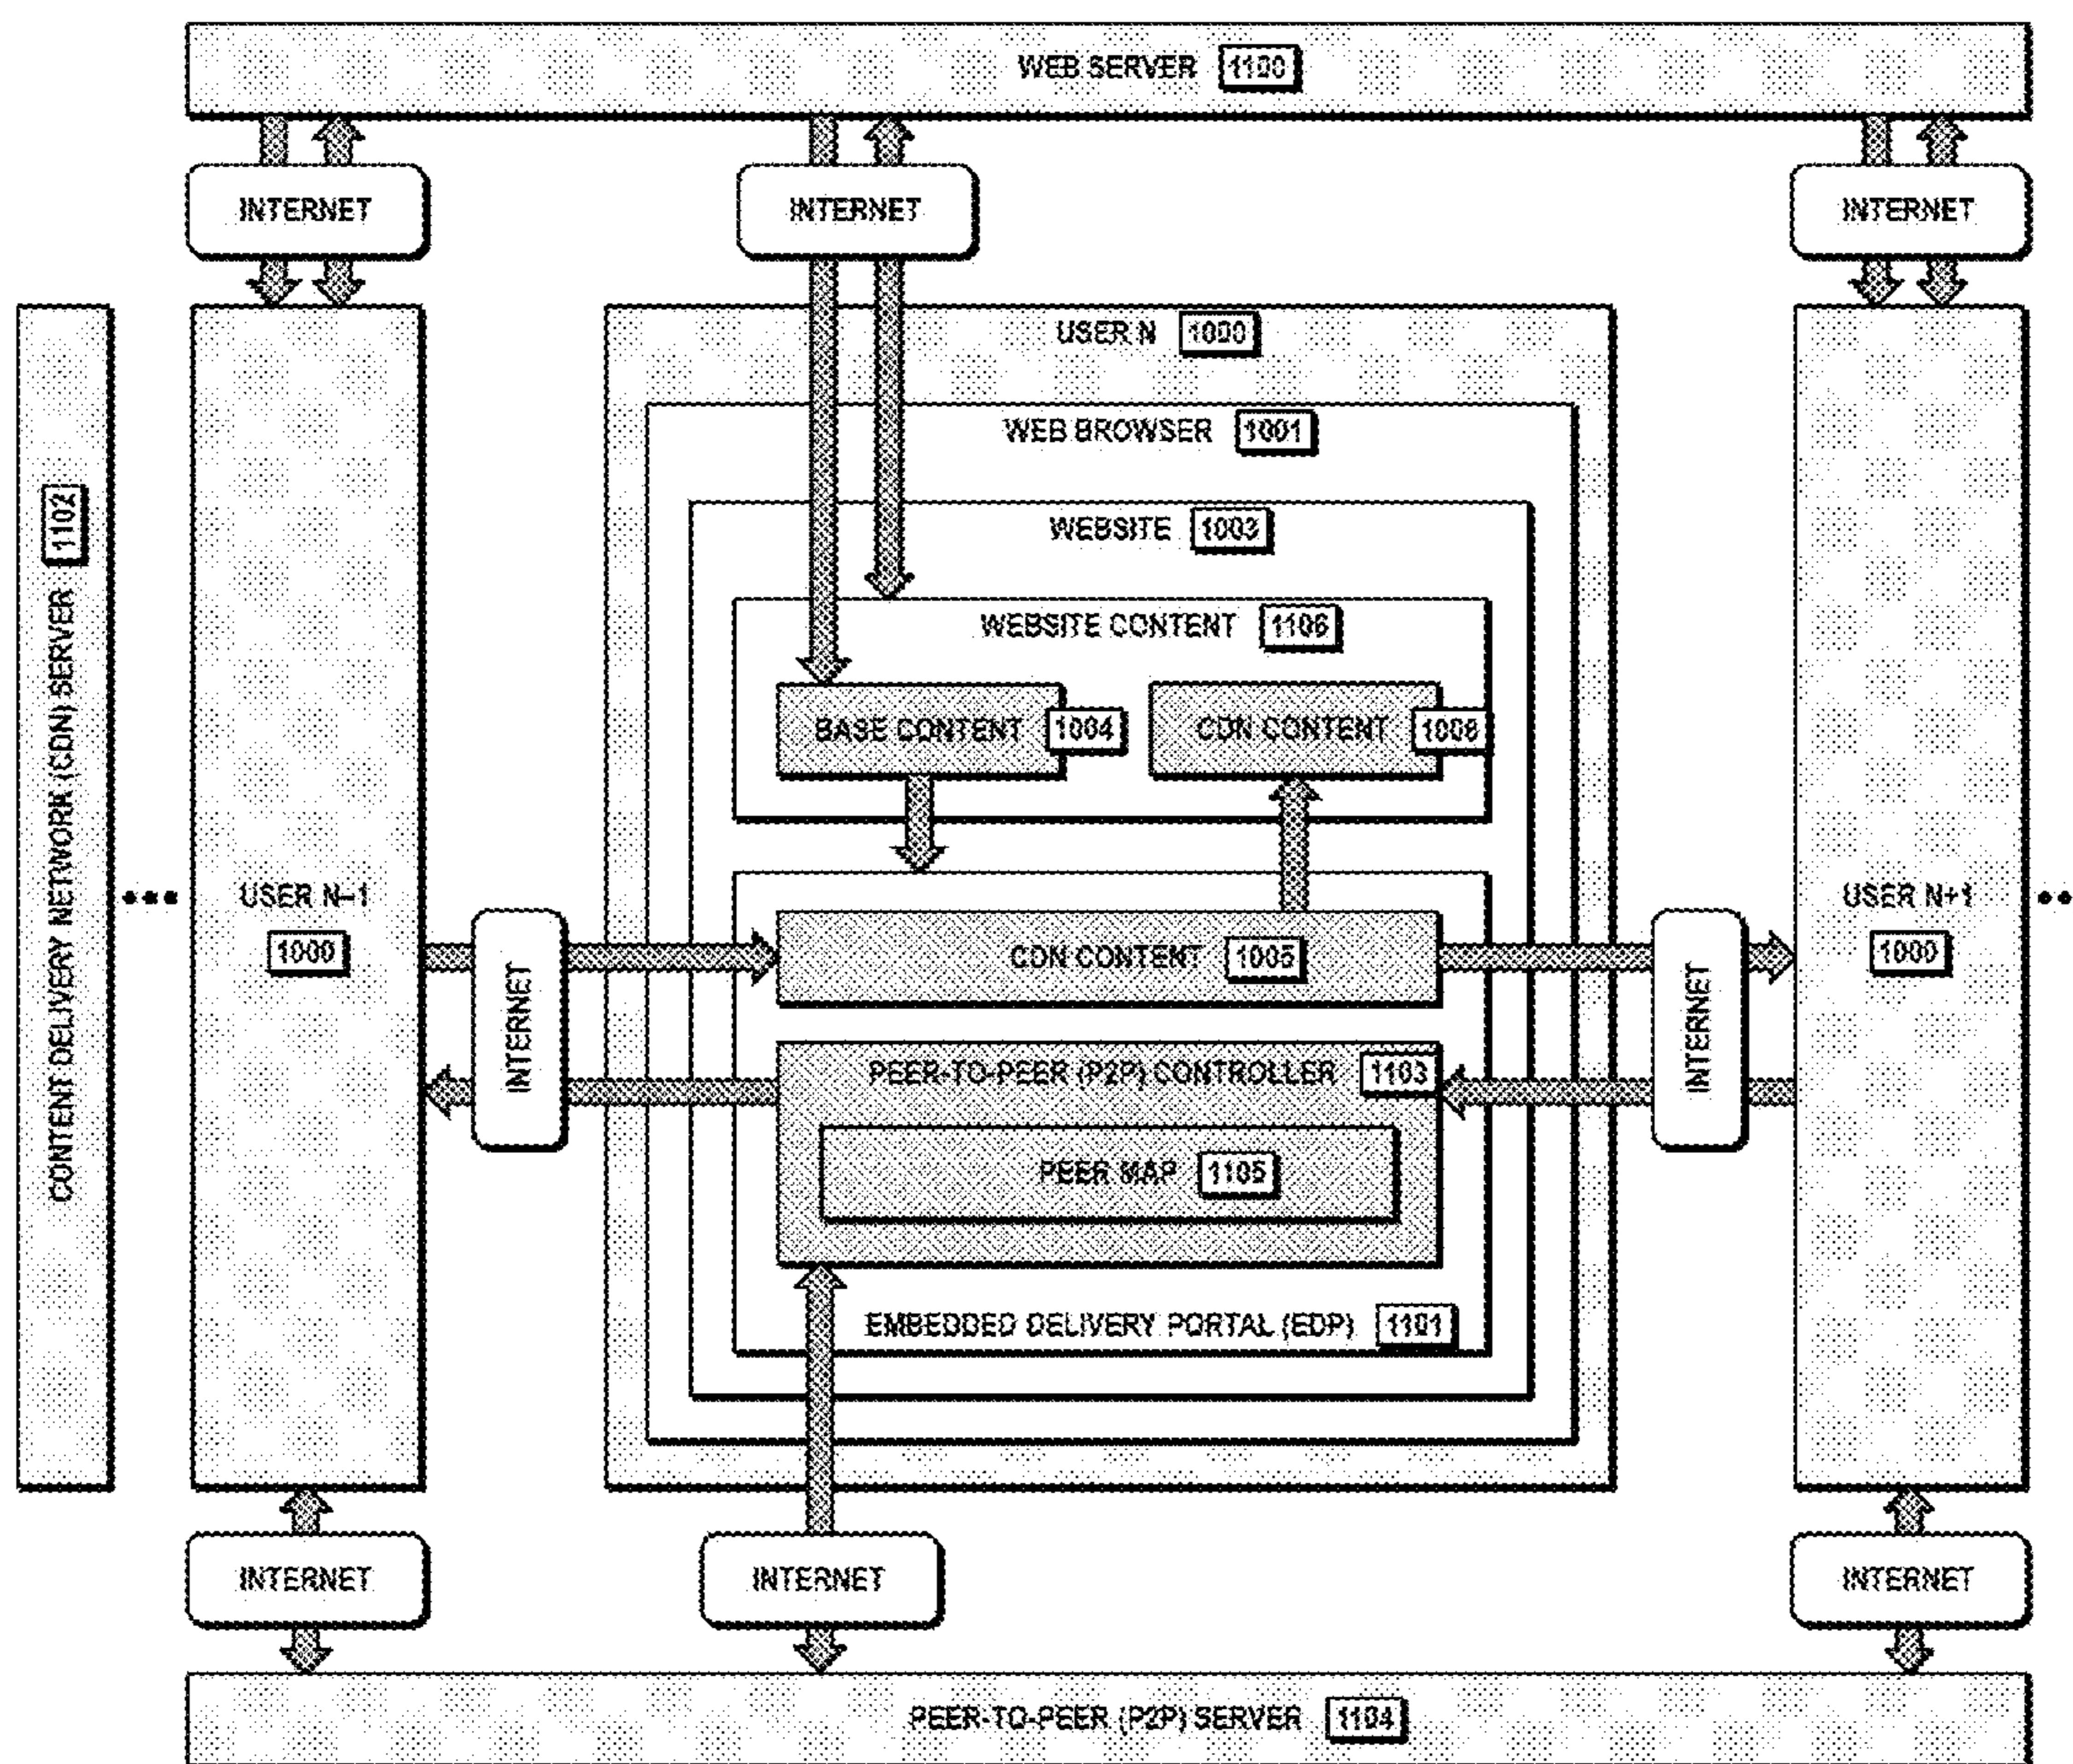 WEB SERVER 1100
INTERNET
INTERNET
INTERNET
CONTENT DELIVERY NETWORK (CDN) SERVER 1102
USER N 1000
WEB BROWSER 1001
WEBSITE 1003
WEBSITE CONTENT 1106
BASE CONTENT 1004
CDN CONTENT 1008
USER N–1
1000
INTERNET
CDN CONTENT 1005
INTERNET
USER N+1
1000
PEER-TO-PEER (P2P) CONTROLLER 1103
PEER MAP 1105
EMBEDDED DELIVERY PORTAL (EDP) 1101
INTERNET
INTERNET
INTERNET
PEER-TO-PEER (P2P) SERVER 1104